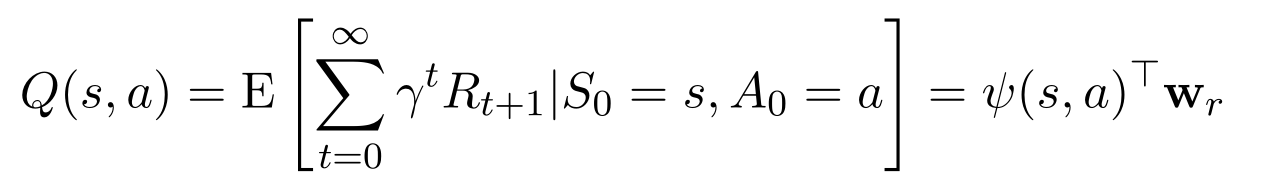 Q(s, a) = E [ ∑_{t=0}^{∞} γ^t R_{t+1} | S_0 = s, A_0 = a ] = ψ(s, a)^⊤ 𝐰_r